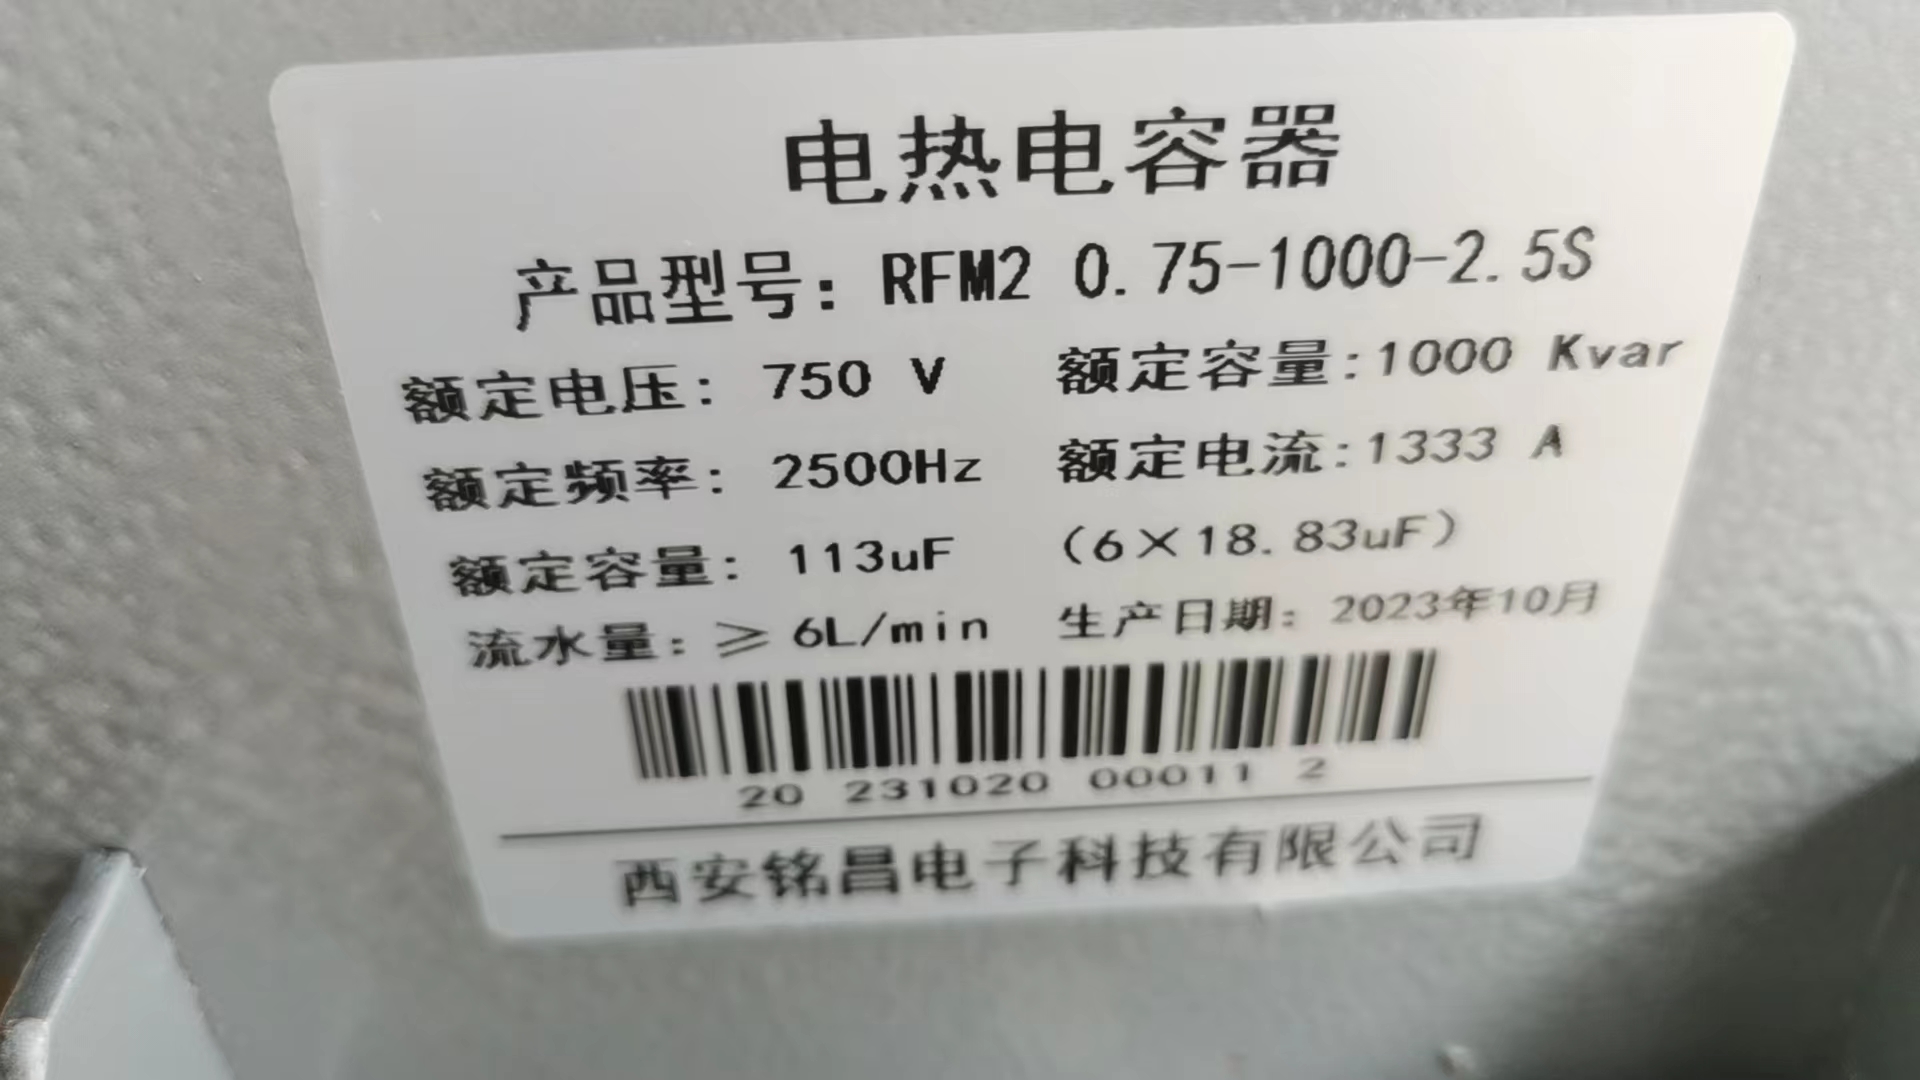 电热电容器
产品型号: RFM2 0.75-1000-2.5S
额定电压: 750 V 额定容量:1000 Kvar
额定频率: 2500Hz 额定电流:1333 A
额定容量: 113uF (6×18.83uF)
流水量: ≥ 6L/min 生产日期: 2023年10月
20 231020 00011 2
西安铭昌电子科技有限公司